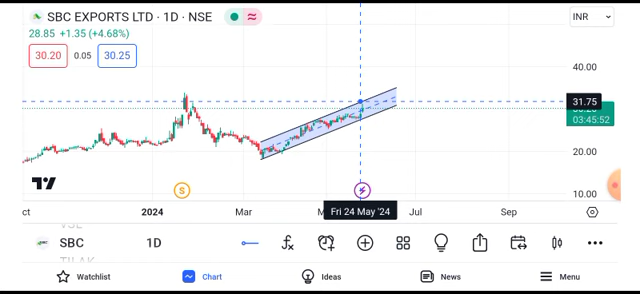 SBC EXPORTS LTD · 1D · NSE
INR
28.85 +1.35 (+4.68%)
30.20 0.05 30.25
40.00
31.75
03:45:52
20.00
10.00
S
2024 Mar Fri 24 May '24 Jul Sep
SBC 1D
Watchlist Chart Ideas News Menu